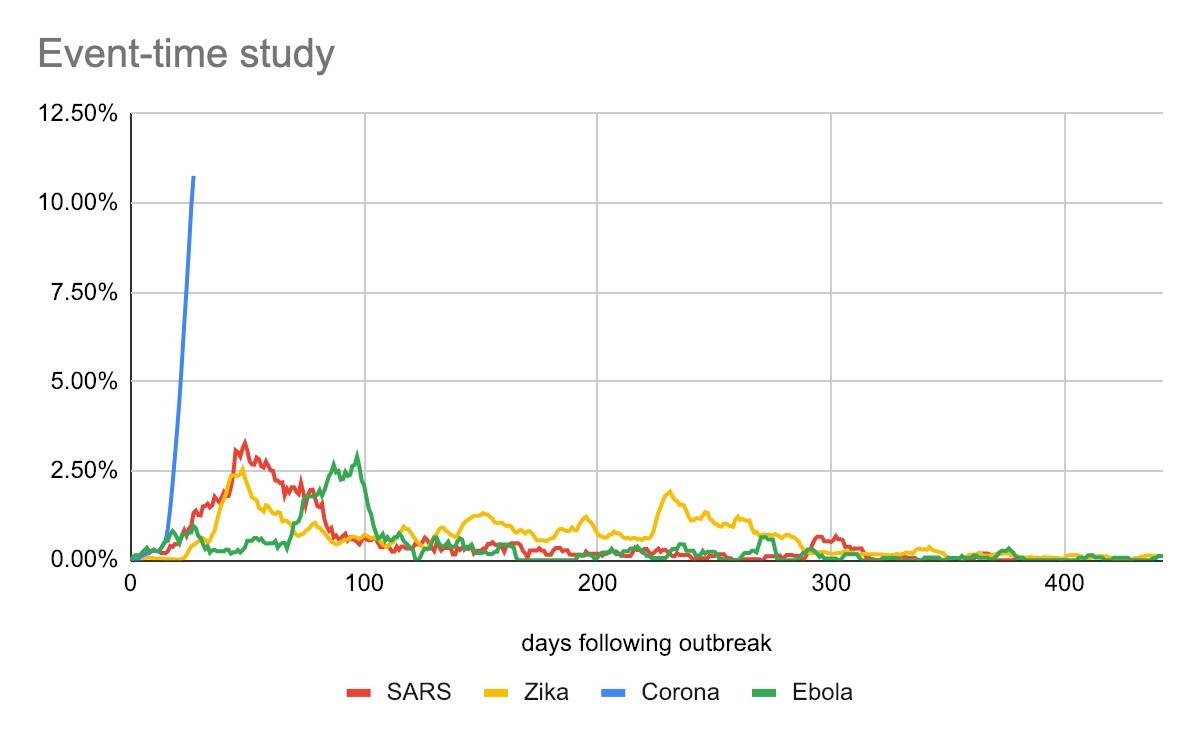 Event-time study
12.50%
10.00%
7.50%
5.00%
2.50%
0.00%
0 100 200 300 400
days following outbreak
SARS Zika Corona Ebola